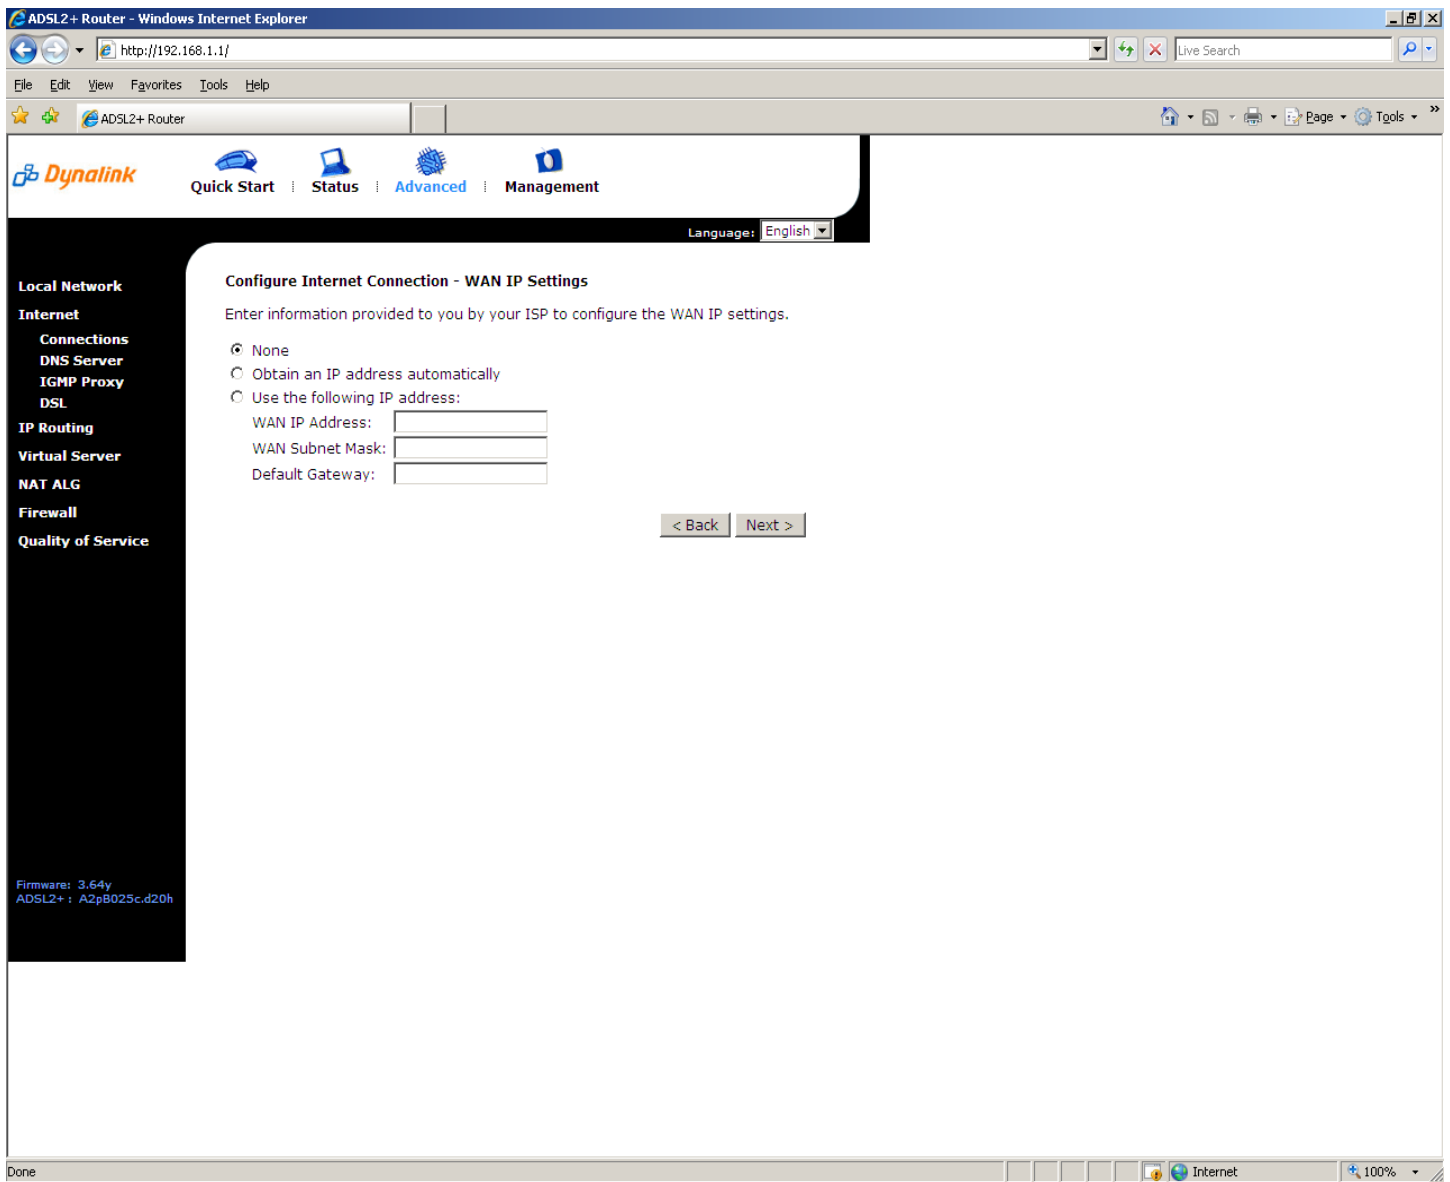 ADSL2+ Router - Windows Internet Explorer
http://192.168.1.1/
Live Search
File Edit View Favorites Tools Help
ADSL2+ Router
Page Tools »
Dynalink
Quick Start Status Advanced Management
Language: English
Configure Internet Connection - WAN IP Settings
Enter information provided to you by your ISP to configure the WAN IP settings.
None
Obtain an IP address automatically
Use the following IP address:
WAN IP Address:
WAN Subnet Mask:
Default Gateway:
< Back Next >
Local Network
Internet
Connections
DNS Server
IGMP Proxy
DSL
IP Routing
Virtual Server
NAT ALG
Firewall
Quality of Service
Firmware: 3.64y
ADSL2+ : A2pB025c.d20h
Done
Internet
100%